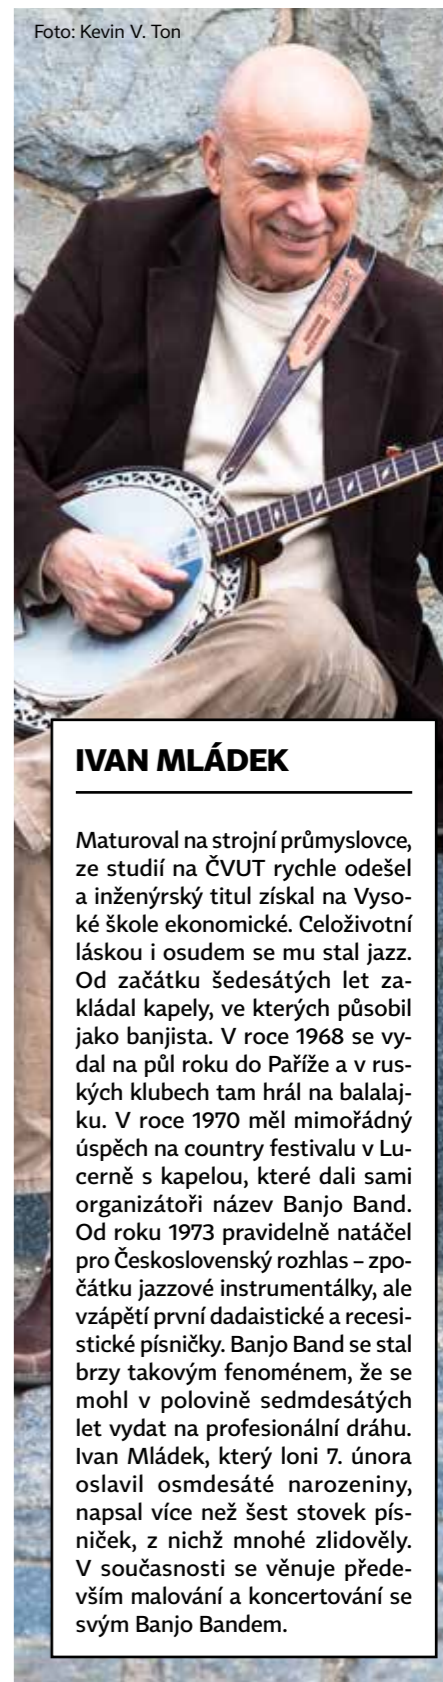 Foto: Kevin V. Ton
IVAN MLÁDEK
Maturoval na strojní průmyslovce,
ze studií na ČVUT rychle odešel
a inženýrský titul získal na Vyso-
ké škole ekonomické. Celoživotní
láskou i osudem se mu stal jazz.
Od začátku šedesátých let za-
kládal kapely, ve kterých působil
jako banjista. V roce 1968 se vy-
dal na půl roku do Paříže a v rus-
kých klubech tam hrál na balalaj-
ku. V roce 1970 měl mimořádný
úspěch na country festivalu v Lu-
cerně s kapelou, které dali sami
organizátoři název Banjo Band.
Od roku 1973 pravidelně natáčel
pro Československý rozhlas – zpo-
čátku jazzové instrumentálky, ale
vzápětí první dadaistické a recesi-
stické písničky. Banjo Band se stal
brzy takovým fenoménem, že se
mohl v polovině sedmdesátých
let vydat na profesionální dráhu.
Ivan Mládek, který loni 7. února
oslavil osmdesáté narozeniny,
napsal více než šest stovek pís-
niček, z nichž mnohé zlidověly.
V současnosti se věnuje přede-
vším malování a koncertování se
svým Banjo Bandem.